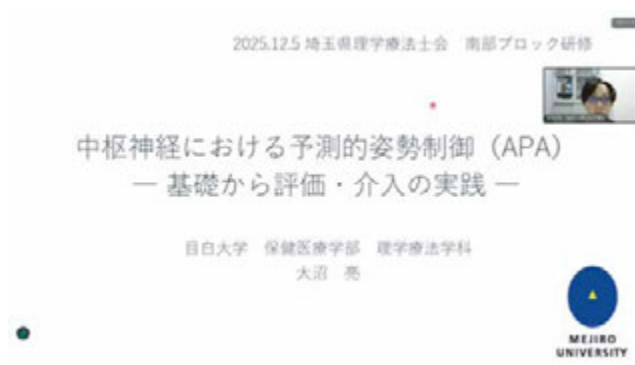 2025.12.5 埼玉県理学療法士会　南部ブロック研修
中枢神経における予測的姿勢制御（APA）
― 基礎から評価・介入の実践 ―
目白大学　保健医療学部　理学療法学科
大沼　亮
MEJIRO
UNIVERSITY